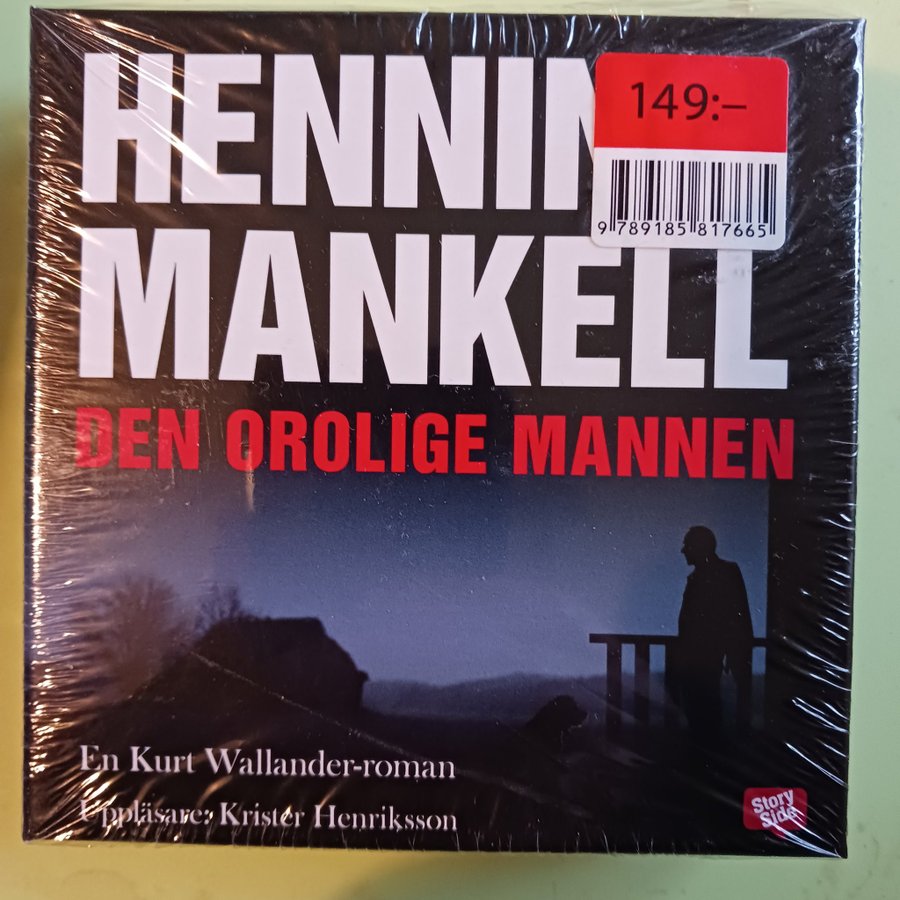 HENNIN
149:–
9 789185 817665
MANKELL
DEN OROLIGE MANNEN
En Kurt Wallander-roman
Uppläsare: Krister Henriksson
Story
Side